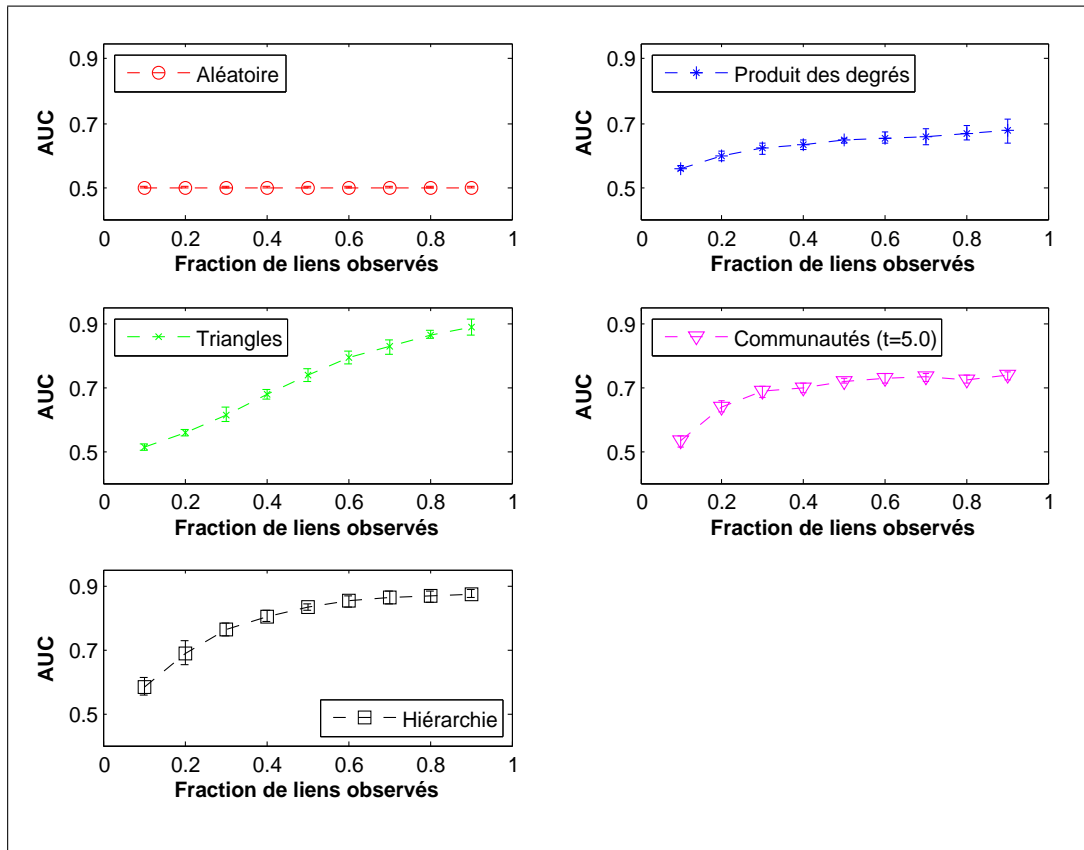 0.9
0.7
0.5
AUC
Aléatoire
0 0.2 0.4 0.6 0.8 1
Fraction de liens observés
0.9
0.7
0.5
AUC
Produit des degrés
0 0.2 0.4 0.6 0.8 1
Fraction de liens observés
0.9
0.7
0.5
AUC
Triangles
0 0.2 0.4 0.6 0.8 1
Fraction de liens observés
0.9
0.7
0.5
AUC
Communautés (t=5.0)
0 0.2 0.4 0.6 0.8 1
Fraction de liens observés
0.9
0.7
0.5
AUC
Hiérarchie
0 0.2 0.4 0.6 0.8 1
Fraction de liens observés